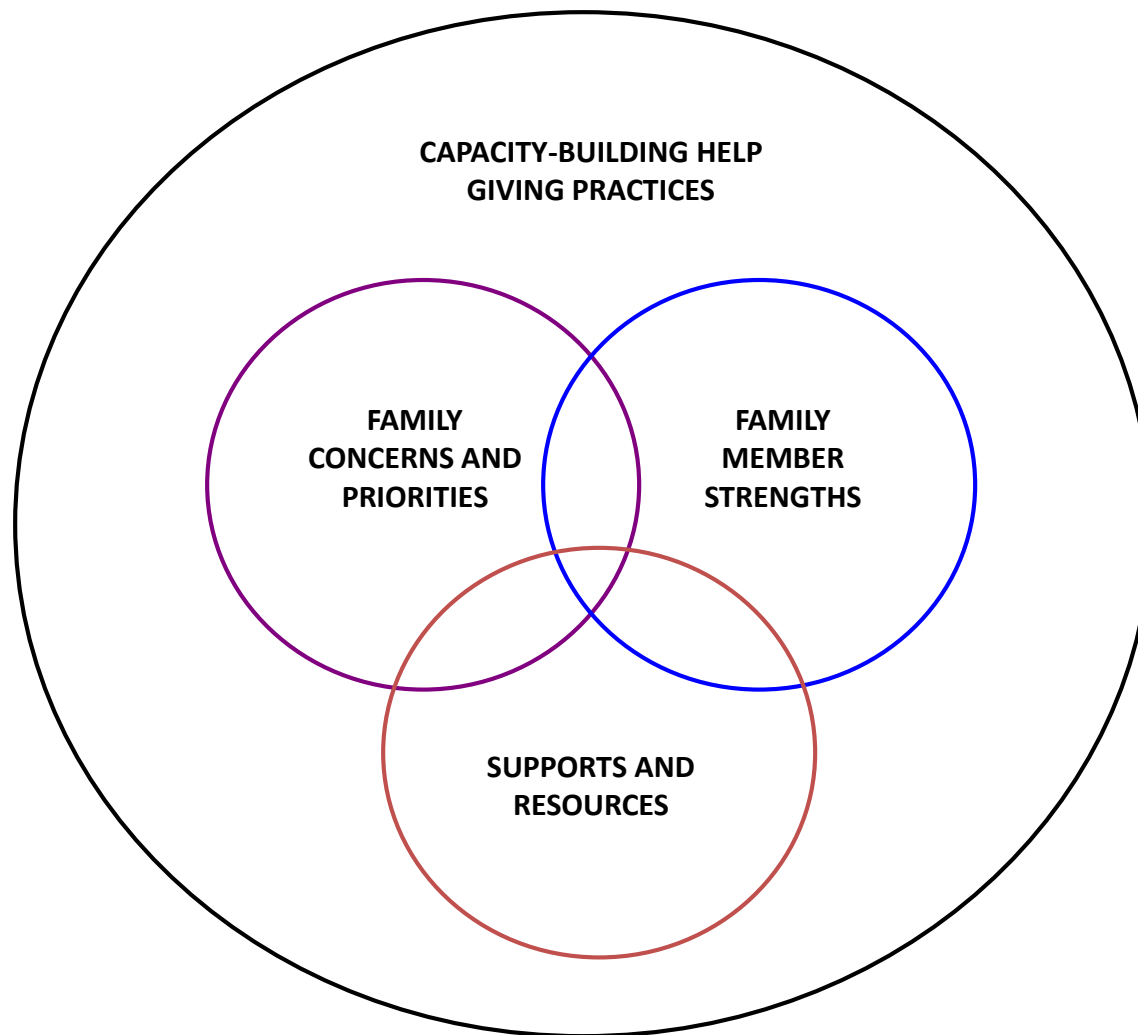 CAPACITY-BUILDING HELP
GIVING PRACTICES
FAMILY
CONCERNS AND
PRIORITIES
FAMILY
MEMBER
STRENGTHS
SUPPORTS AND
RESOURCES